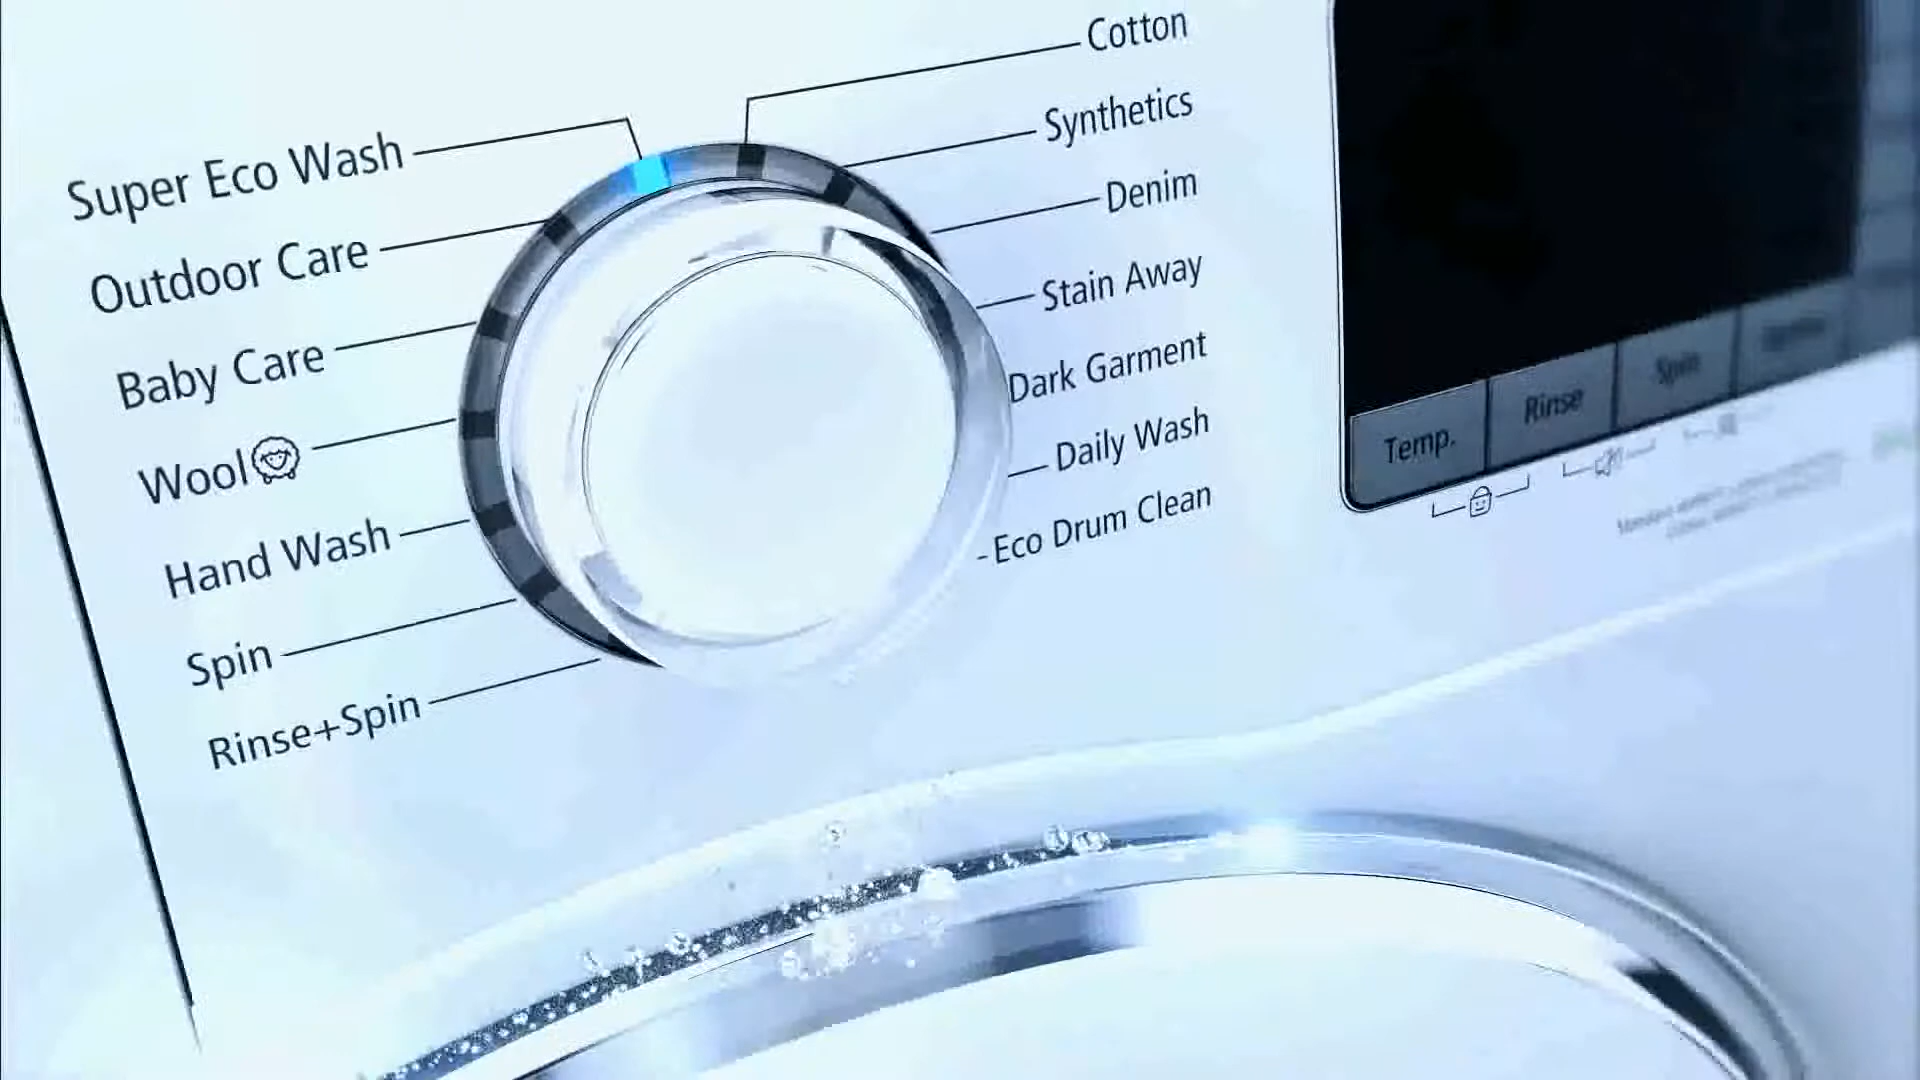 Super Eco Wash
Outdoor Care
Baby Care
Wool
Hand Wash
Spin
Rinse+Spin
Cotton
Synthetics
Denim
Stain Away
Dark Garment
Daily Wash
Eco Drum Clean
Temp.
Rinse
Spin